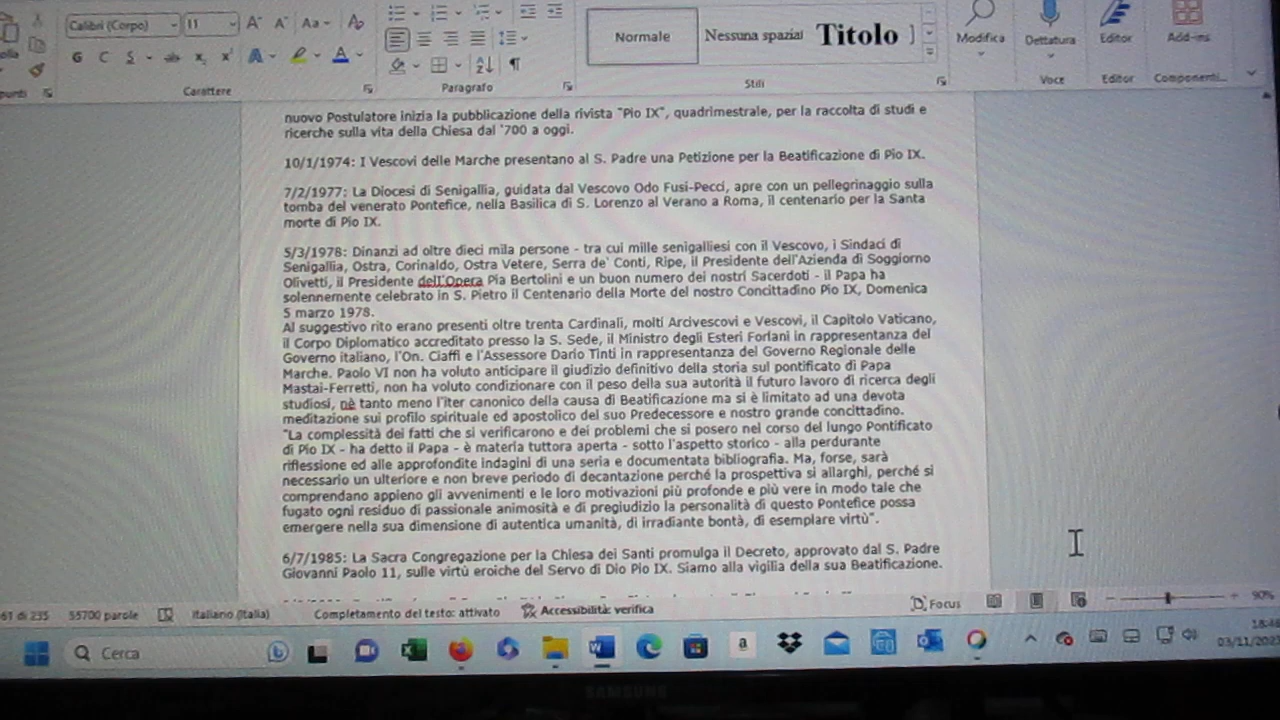 Calibri (Corpo) 11 A A Aa A
G C S ab x x A A
Carattere
Paragrafo
Normale
Nessuna spaziat
Titolo
Stili
Modifica
Dettatura
Voce
Editor
Editor
Add-ins
Componenti...
nuovo Postulatore inizia la pubblicazione della rivista "Pio IX", quadrimestrale, per la raccolta di studi e
ricerche sulla vita della Chiesa dal '700 a oggi.
10/1/1974: I Vescovi delle Marche presentano al S. Padre una Petizione per la Beatificazione di Pio IX.
7/2/1977: La Diocesi di Senigallia, guidata dal Vescovo Odo Fusi-Pecci, apre con un pellegrinaggio sulla
tomba del venerato Pontefice, nella Basilica di S. Lorenzo al Verano a Roma, il centenario per la Santa
morte di Pio IX.
5/3/1978: Dinanzi ad oltre dieci mila persone - tra cui mille senigalliesi con il Vescovo, i Sindaci di
Senigallia, Ostra, Corinaldo, Ostra Vetere, Serra de' Conti, Ripe, il Presidente dell'Azienda di Soggiorno
Olivetti, il Presidente dell'Opera Pia Bertolini e un buon numero dei nostri Sacerdoti - il Papa ha
solennemente celebrato in S. Pietro il Centenario della Morte del nostro Concittadino Pio IX, Domenica
5 marzo 1978.
Al suggestivo rito erano presenti oltre trenta Cardinali, molti Arcivescovi e Vescovi, il Capitolo Vaticano,
il Corpo Diplomatico accreditato presso la S. Sede, il Ministro degli Esteri Forlani in rappresentanza del
Governo italiano, l'On. Ciaffi e l'Assessore Dario Tinti in rappresentanza del Governo Regionale delle
Marche. Paolo VI non ha voluto anticipare il giudizio definitivo della storia sul pontificato di Papa
Mastai-Ferretti, non ha voluto condizionare con il peso della sua autorità il futuro lavoro di ricerca degli
studiosi, nè tanto meno l'iter canonico della causa di Beatificazione ma si è limitato ad una devota
meditazione sul profilo spirituale ed apostolico del suo Predecessore e nostro grande concittadino.
"La complessità dei fatti che si verificarono e dei problemi che si posero nel corso del lungo Pontificato
di Pio IX - ha detto il Papa - è materia tuttora aperta - sotto l'aspetto storico - alla perdurante
riflessione ed alle approfondite indagini di una seria e documentata bibliografia. Ma, forse, sarà
necessario un ulteriore e non breve periodo di decantazione perché la prospettiva si allarghi, perché si
comprendano appieno gli avvenimenti e le loro motivazioni più profonde e più vere in modo tale che
fugato ogni residuo di passionale animosità e di pregiudizio la personalità di questo Pontefice possa
emergere nella sua dimensione di autentica umanità, di irradiante bontà, di esemplare virtù".
6/7/1985: La Sacra Congregazione per la Chiesa dei Santi promulga il Decreto, approvato dal S. Padre
Giovanni Paolo 11, sulle virtù eroiche del Servo di Dio Pio IX. Siamo alla vigilia della sua Beatificazione.
61 di 235 55700 parole Italiano (Italia) Completamento del testo: attivato Accessibilità: verifica Focus 90%
Cerca
SAMSUNG